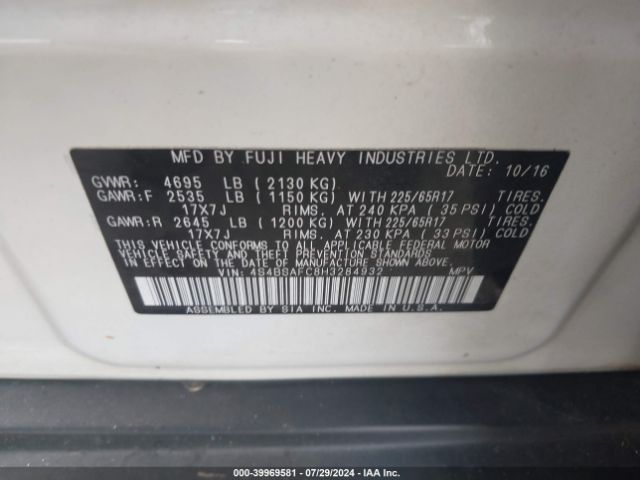 MFD BY FUJI HEAVY INDUSTRIES LTD.
DATE: 10/16
GVWR: 4695 LB ( 2130 KG)
GAWR:F 2535 LB ( 1150 KG) WITH 225/65R17 TIRES.
17X7J RIMS, AT 240 KPA ( 35 PSI) COLD
GAWR:R 2645 LB ( 1200 KG) WITH 225/65R17 TIRES.
17X7J RIMS, AT 230 KPA ( 33 PSI) COLD
THIS VEHICLE CONFORMS TO ALL APPLICABLE FEDERAL MOTOR
VEHICLE SAFETY AND THEFT PREVENTION STANDARDS
IN EFFECT ON THE DATE OF MANUFACTURE SHOWN ABOVE.
VIN: 4S4BSAFC8H3284932 MPV
ASSEMBLED BY SIA INC. MADE IN U.S.A.
000-39969581 - 07/29/2024 - IAA Inc.